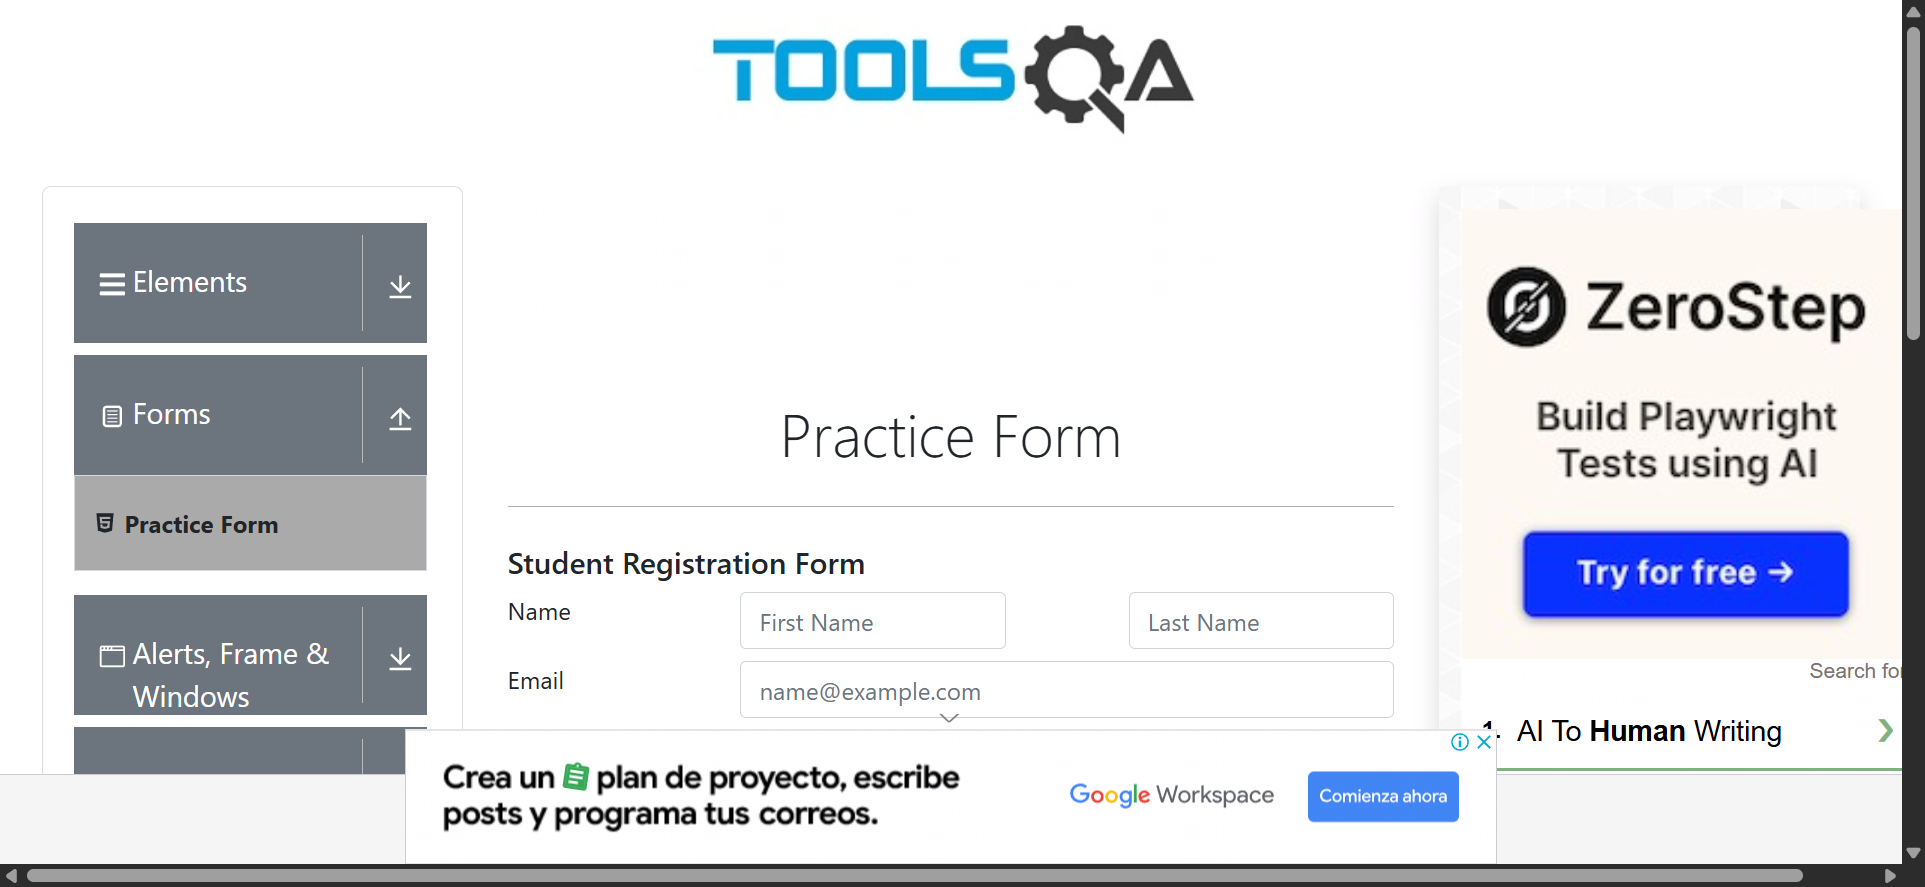 TOOLSQA
Elements
Forms
Practice Form
Alerts, Frame &
Windows
Practice Form
Student Registration Form
Name
First Name
Last Name
Email
name@example.com
ZeroStep
Build Playwright
Tests using AI
Try for free →
Search for
1. AI To Human Writing
Crea un plan de proyecto, escribe
posts y programa tus correos.
Google Workspace
Comienza ahora